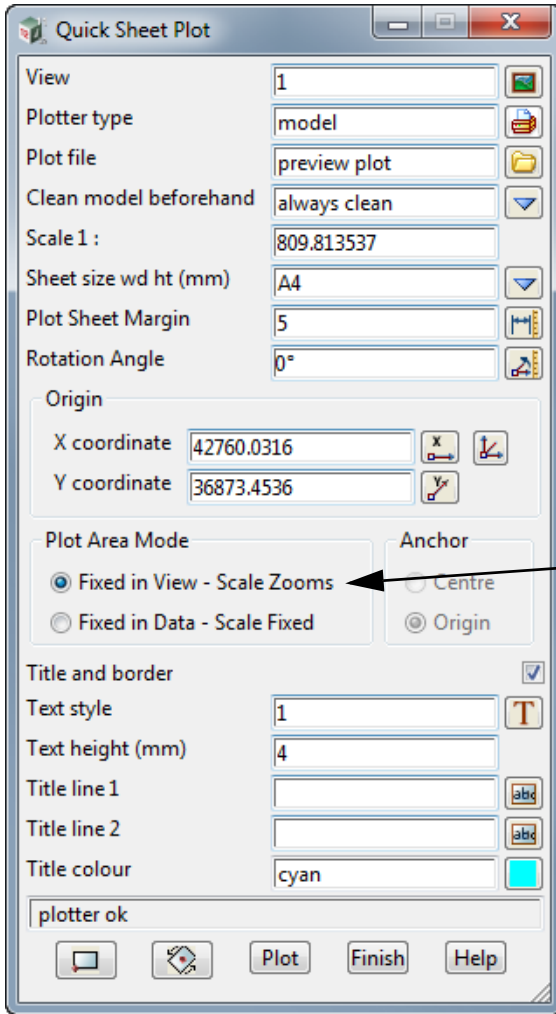 Quick Sheet Plot
View 1
Plotter type model
Plot file preview plot
Clean model beforehand always clean
Scale 1 : 809.813537
Sheet size wd ht (mm) A4
Plot Sheet Margin 5
Rotation Angle 0°
Origin
X coordinate 42760.0316 X
Y coordinate 36873.4536 Y
Plot Area Mode Anchor
Fixed in View - Scale Zooms Centre
Fixed in Data - Scale Fixed Origin
Title and border
Text style 1 T
Text height (mm) 4
Title line 1 abc
Title line 2 abc
Title colour cyan
plotter ok
Plot Finish Help